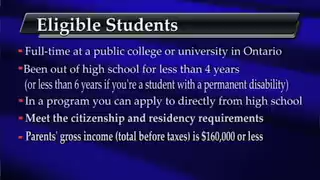 Eligible Students
Full-time at a public college or university in Ontario
Been out of high school for less than 4 years
(or less than 6 years if you're a student with a permanent disability)
In a program you can apply to directly from high school
Meet the citizenship and residency requirements
Parents' gross income (total before taxes) is $160,000 or less